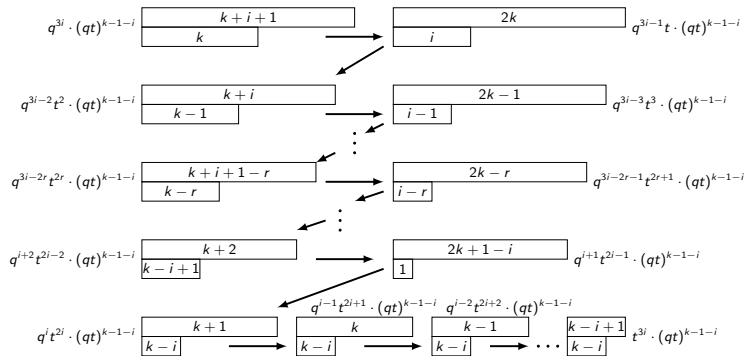 k + i + 1 2k
q^{3i} · (qt)^{k−1−i} q^{3i−1}t · (qt)^{k−1−i}
k i
k + i 2k − 1
q^{3i−2}t^2 · (qt)^{k−1−i} q^{3i−3}t^3 · (qt)^{k−1−i}
k − 1 i − 1
k + i + 1 − r 2k − r
q^{3i−2r}t^{2r} · (qt)^{k−1−i} q^{3i−2r−1}t^{2r+1} · (qt)^{k−1−i}
k − r i − r
k + 2 2k + 1 − i
q^{i+2}t^{2i−2} · (qt)^{k−1−i} q^{i+1}t^{2i−1} · (qt)^{k−1−i}
k − i + 1 1
q^{i−1}t^{2i+1} · (qt)^{k−1−i} q^{i−2}t^{2i+2} · (qt)^{k−1−i}
k + 1 k k − 1 k − i + 1
q^i t^{2i} · (qt)^{k−1−i} ··· t^{3i} · (qt)^{k−1−i}
k − i k − i k − i k − i